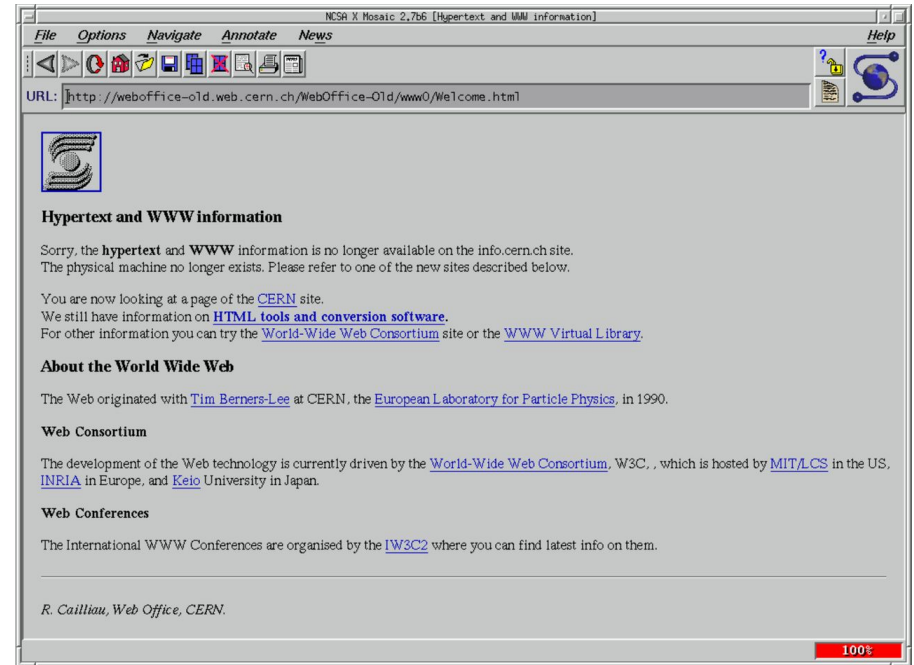 NCSA X Mosaic 2.7b6 [Hypertext and WWW information]
File Options Navigate Annotate News Help
URL: http://weboffice-old.web.cern.ch/WebOffice-Old/www0/Welcome.html
Hypertext and WWW information
Sorry, the hypertext and WWW information is no longer available on the info.cern.ch site.
The physical machine no longer exists. Please refer to one of the new sites described below.
You are now looking at a page of the CERN site.
We still have information on HTML tools and conversion software.
For other information you can try the World-Wide Web Consortium site or the WWW Virtual Library.
About the World Wide Web
The Web originated with Tim Berners-Lee at CERN, the European Laboratory for Particle Physics, in 1990.
Web Consortium
The development of the Web technology is currently driven by the World-Wide Web Consortium, W3C, , which is hosted by MIT/LCS in the US,
INRIA in Europe, and Keio University in Japan.
Web Conferences
The International WWW Conferences are organised by the IW3C2 where you can find latest info on them.
R. Cailliau, Web Office, CERN.
100%